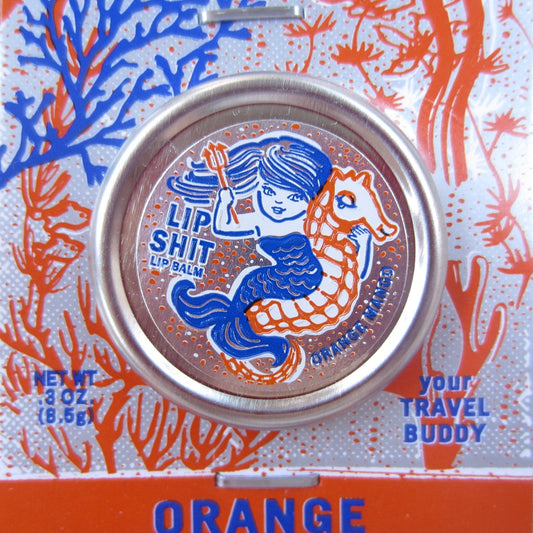 LIP
SHIT
LIP BALM
ORANGE MANGO
NET WT
.3 OZ.
(8.5g)
your
TRAVEL
BUDDY
ORANGE